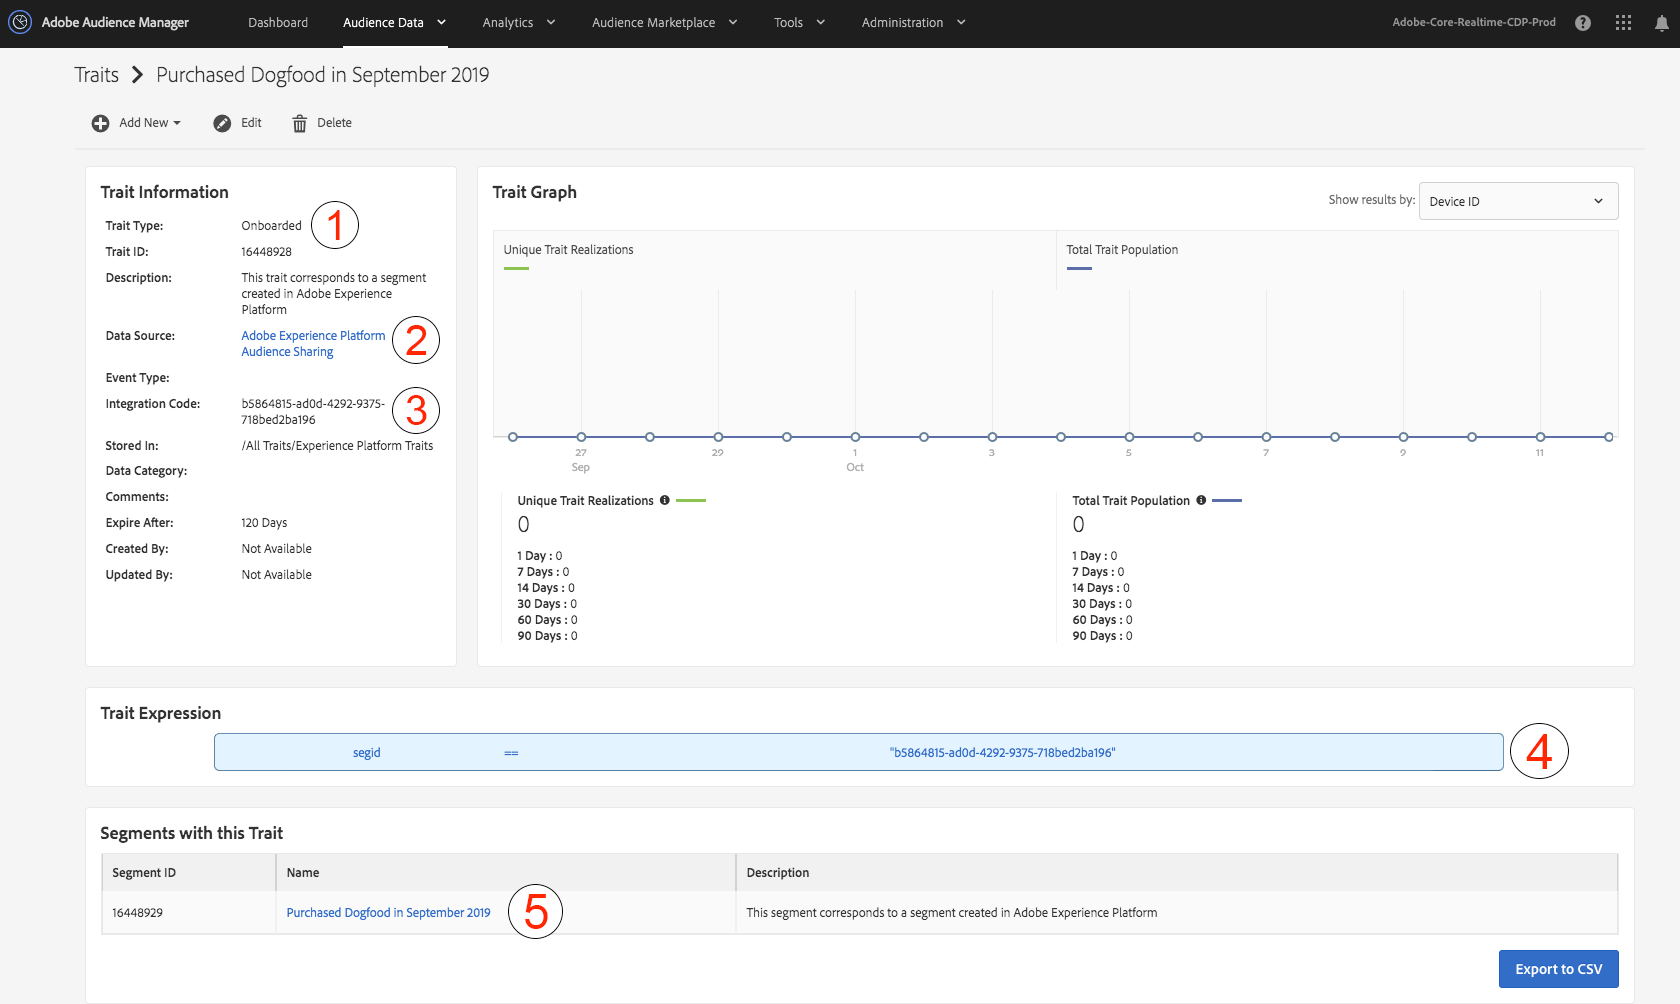 Adobe Audience Manager
Dashboard
Audience Data
Analytics
Audience Marketplace
Tools
Administration
Adobe-Core-Realtime-CDP-Prod
?
Traits > Purchased Dogfood in September 2019
Add New
Edit
Delete
Trait Information
Trait Type: Onboarded
1
Trait ID: 16448928
Description: This trait corresponds to a segment
created in Adobe Experience
Platform
Data Source: Adobe Experience Platform
Audience Sharing
2
Event Type:
Integration Code: b5864815-ad0d-4292-9375-
718bed2ba196
3
Stored In: /All Traits/Experience Platform Traits
Data Category:
Comments:
Expire After: 120 Days
Created By: Not Available
Updated By: Not Available
Trait Graph
Show results by: Device ID
Unique Trait Realizations
Total Trait Population
27 29 1 3 5 7 9 11
Sep Oct
Unique Trait Realizations
0
1 Day : 0
7 Days : 0
14 Days : 0
30 Days : 0
60 Days : 0
90 Days : 0
Total Trait Population
0
1 Day : 0
7 Days : 0
14 Days : 0
30 Days : 0
60 Days : 0
90 Days : 0
Trait Expression
segid == "b5864815-ad0d-4292-9375-718bed2ba196"
4
Segments with this Trait
Segment ID Name Description
16448929 Purchased Dogfood in September 2019 5 This segment corresponds to a segment created in Adobe Experience Platform
Export to CSV